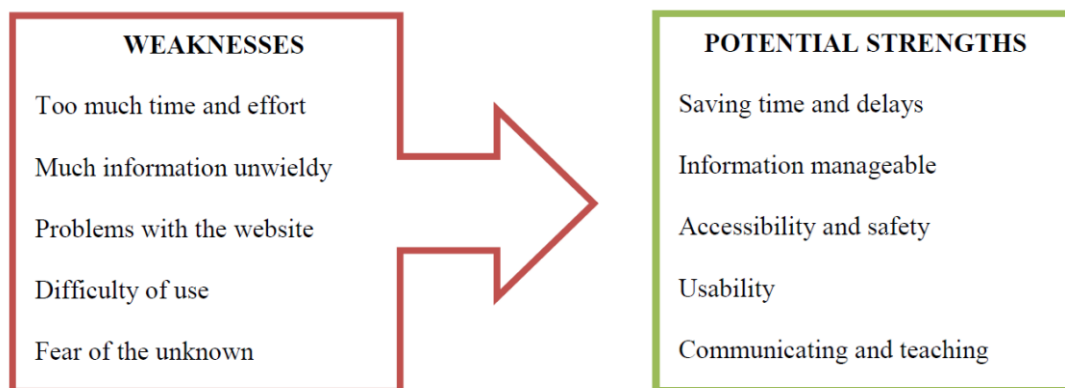 WEAKNESSES
Too much time and effort
Much information unwieldy
Problems with the website
Difficulty of use
Fear of the unknown
POTENTIAL STRENGTHS
Saving time and delays
Information manageable
Accessibility and safety
Usability
Communicating and teaching